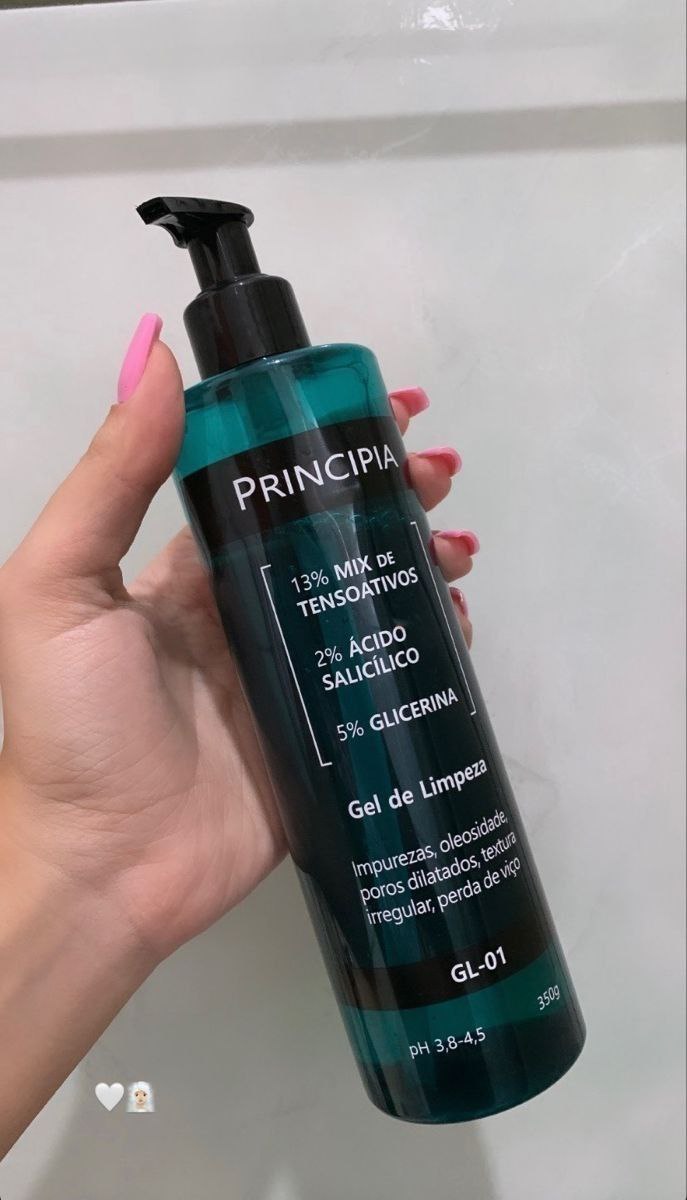 PRINCIPIA
13% MIX DE
TENSOATIVOS
2% ÁCIDO
SALICÍLICO
5% GLICERINA
Gel de Limpeza
Impurezas, oleosidade,
poros dilatados, textura
irregular, perda de viço
GL-01
350g
pH 3,8-4,5